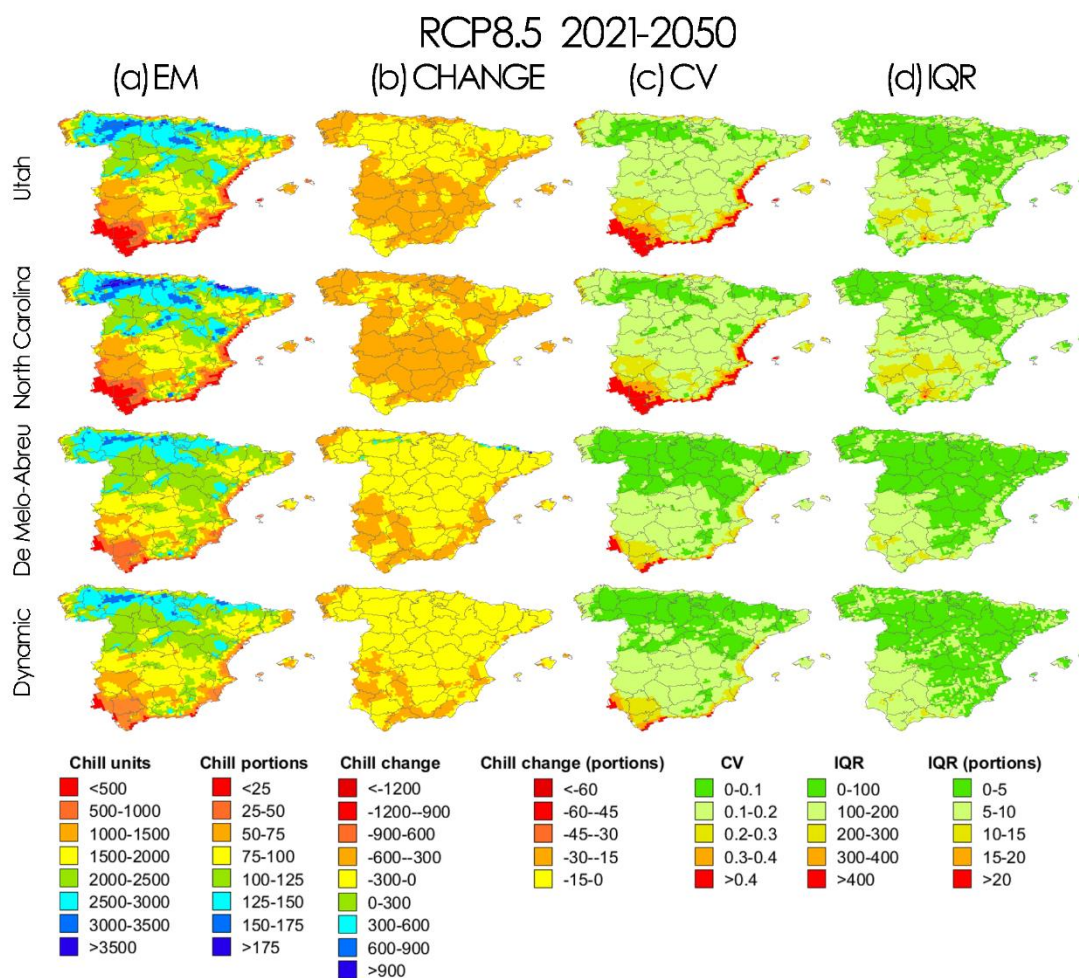 RCP8.5 2021-2050
(a) EM
(b) CHANGE
(c) CV
(d) IQR
Utah
North Carolina
De Melo-Abreu
Dynamic
Chill units
<500
500-1000
1000-1500
1500-2000
2000-2500
2500-3000
3000-3500
>3500
Chill portions
<25
25-50
50-75
75-100
100-125
125-150
150-175
>175
Chill change
<-1200
-1200--900
-900-600
-600--300
-300-0
0-300
300-600
600-900
>900
Chill change (portions)
<-60
-60--45
-45--30
-30--15
-15-0
CV
0-0.1
0.1-0.2
0.2-0.3
0.3-0.4
>0.4
IQR
0-100
100-200
200-300
300-400
>400
IQR (portions)
0-5
5-10
10-15
15-20
>20